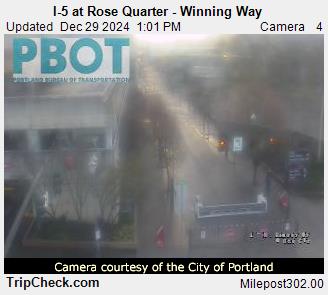 I-5 at Rose Quarter - Winning Way
Updated Dec 29 2024 1:01 PM Camera 4
PBOT
PORTLAND BUREAU OF TRANSPORTATION
Camera courtesy of the City of Portland
TripCheck.com Milepost302.00